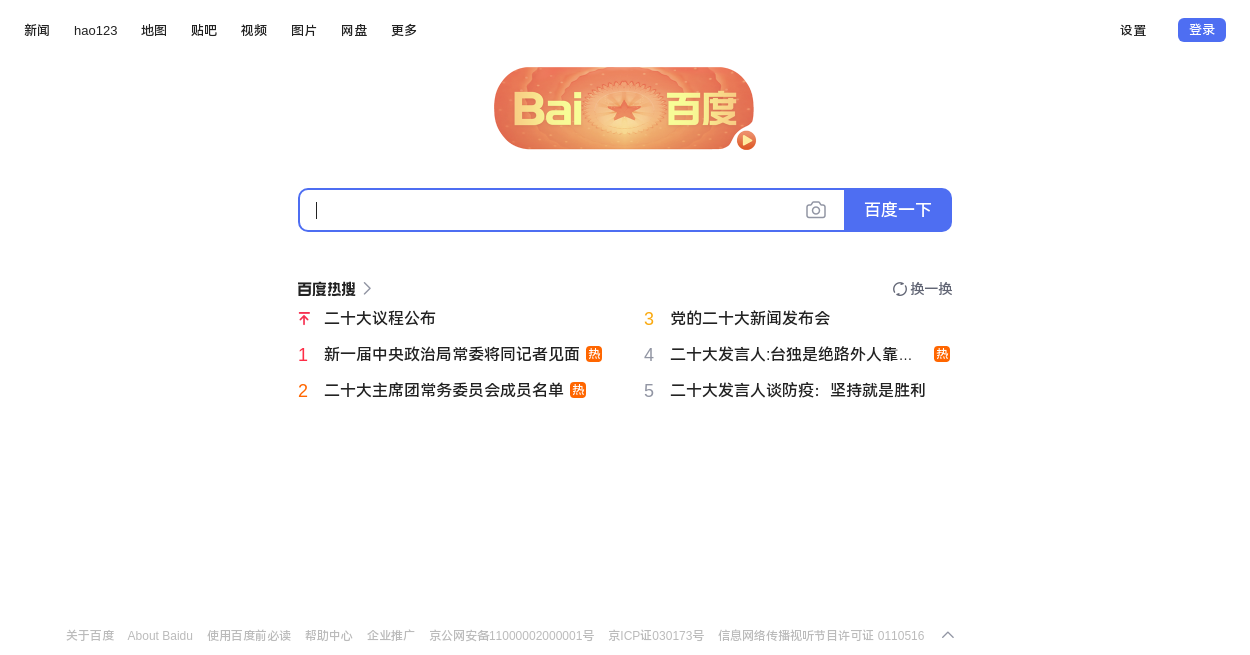 新闻 hao123 地图 贴吧 视频 图片 网盘 更多 设置 登录
Bai 百度
百度一下
百度热搜 换一换
二十大议程公布
1 新一届中央政治局常委将同记者见面 热
2 二十大主席团常务委员会成员名单 热
3 党的二十大新闻发布会
4 二十大发言人:台独是绝路外人靠... 热
5 二十大发言人谈防疫：坚持就是胜利
关于百度 About Baidu 使用百度前必读 帮助中心 企业推广 京公网安备11000002000001号 京ICP证030173号 信息网络传播视听节目许可证 0110516